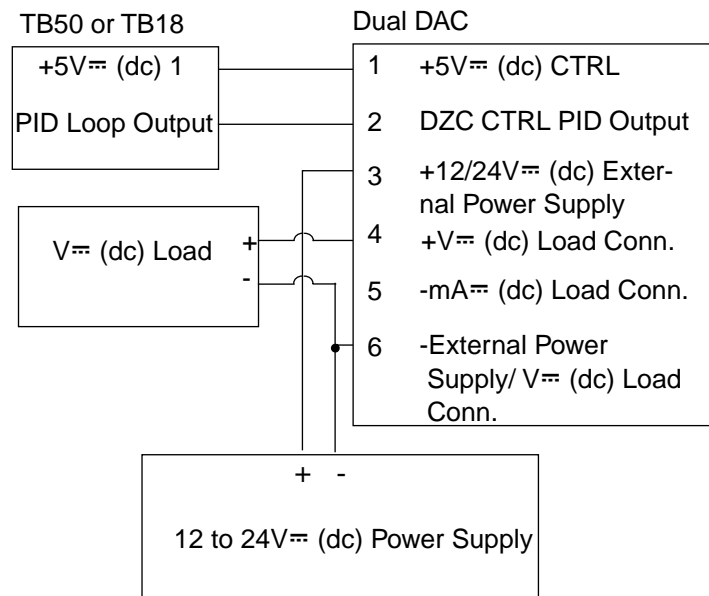 TB50 or TB18
Dual DAC
+5V⎓ (dc) 1
PID Loop Output
1 +5V⎓ (dc) CTRL
2 DZC CTRL PID Output
3 +12/24V⎓ (dc) Exter-
nal Power Supply
4 +V⎓ (dc) Load Conn.
5 -mA⎓ (dc) Load Conn.
6 -External Power
Supply/ V⎓ (dc) Load
Conn.
V⎓ (dc) Load +
-
+ -
12 to 24V⎓ (dc) Power Supply